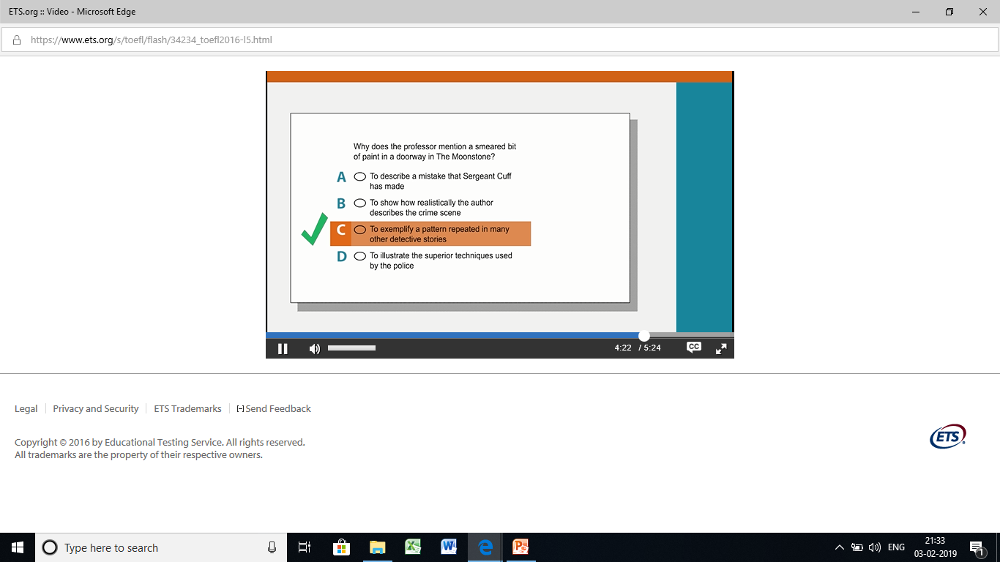 ETS.org :: Video - Microsoft Edge
https://www.ets.org/s/toefl/flash/34234_toefl2016-l5.html
Why does the professor mention a smeared bit
of paint in a doorway in The Moonstone?
A To describe a mistake that Sergeant Cuff
has made
B To show how realistically the author
describes the crime scene
C To exemplify a pattern repeated in many
other detective stories
D To illustrate the superior techniques used
by the police
4:22 / 5:24 CC
Legal Privacy and Security ETS Trademarks [-] Send Feedback
Copyright © 2016 by Educational Testing Service. All rights reserved.
All trademarks are the property of their respective owners.
ETS®
Type here to search
ENG
21:33
03-02-2019
1